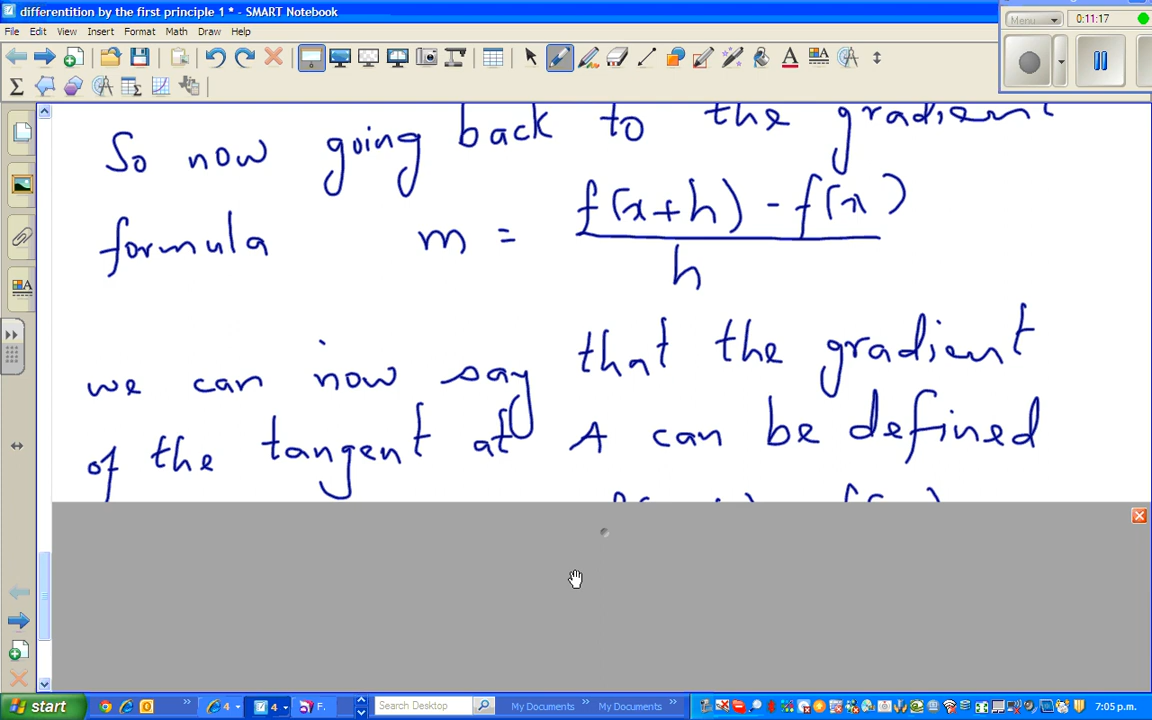 differentition by the first principle 1 * - SMART Notebook
File Edit View Insert Format Math Draw Help
Menu
0:11:17
So now going back to the gradient
formula m = f(x+h) - f(x)
h
we can now say that the gradient
of the tangent at A can be defined
start
4
4
F.
Search Desktop
My Documents
My Documents
7:05 p.m.